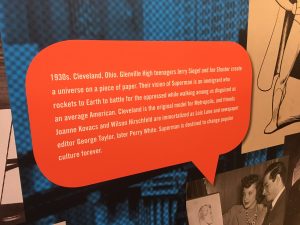 1930s. Cleveland, Ohio. Glenville High teenagers Jerry Siegel and Joe Shuster create
a universe on a piece of paper. Their vision of Superman is an immigrant who
rockets to Earth to battle for the oppressed while walking among us disguised as
an average American. Cleveland is the original model for Metropolis, and friends
Joanne Kovacs and Wilson Hirschfeld are immortalized as Lois Lane and newspaper
editor George Taylor, later Perry White. Superman is destined to change popular
culture forever.